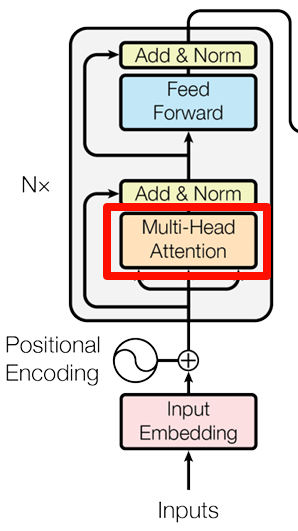 Add & Norm
Feed
Forward
N×
Add & Norm
Multi-Head
Attention
Positional
Encoding
Input
Embedding
Inputs